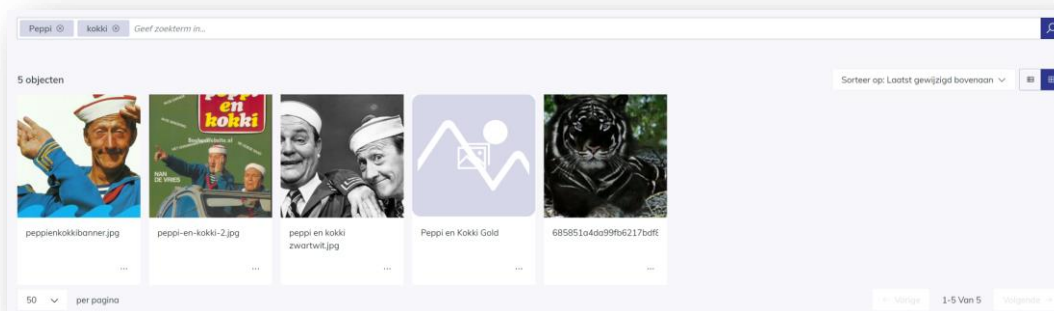 Peppi kokki Geef zoekterm in...
5 objecten Sorteer op: Laatst gewijzigd bovenaan
en
kokki
NAN
DE VRIES
peppienkokkibanner.jpg peppi-en-kokki-2.jpg peppi en kokki Peppi en Kokki Gold 685851a4da99fb6217bdf8
zwartwit.jpg
... ... ... ... ...
50 per pagina ← Vorige 1-5 Van 5 Volgende →